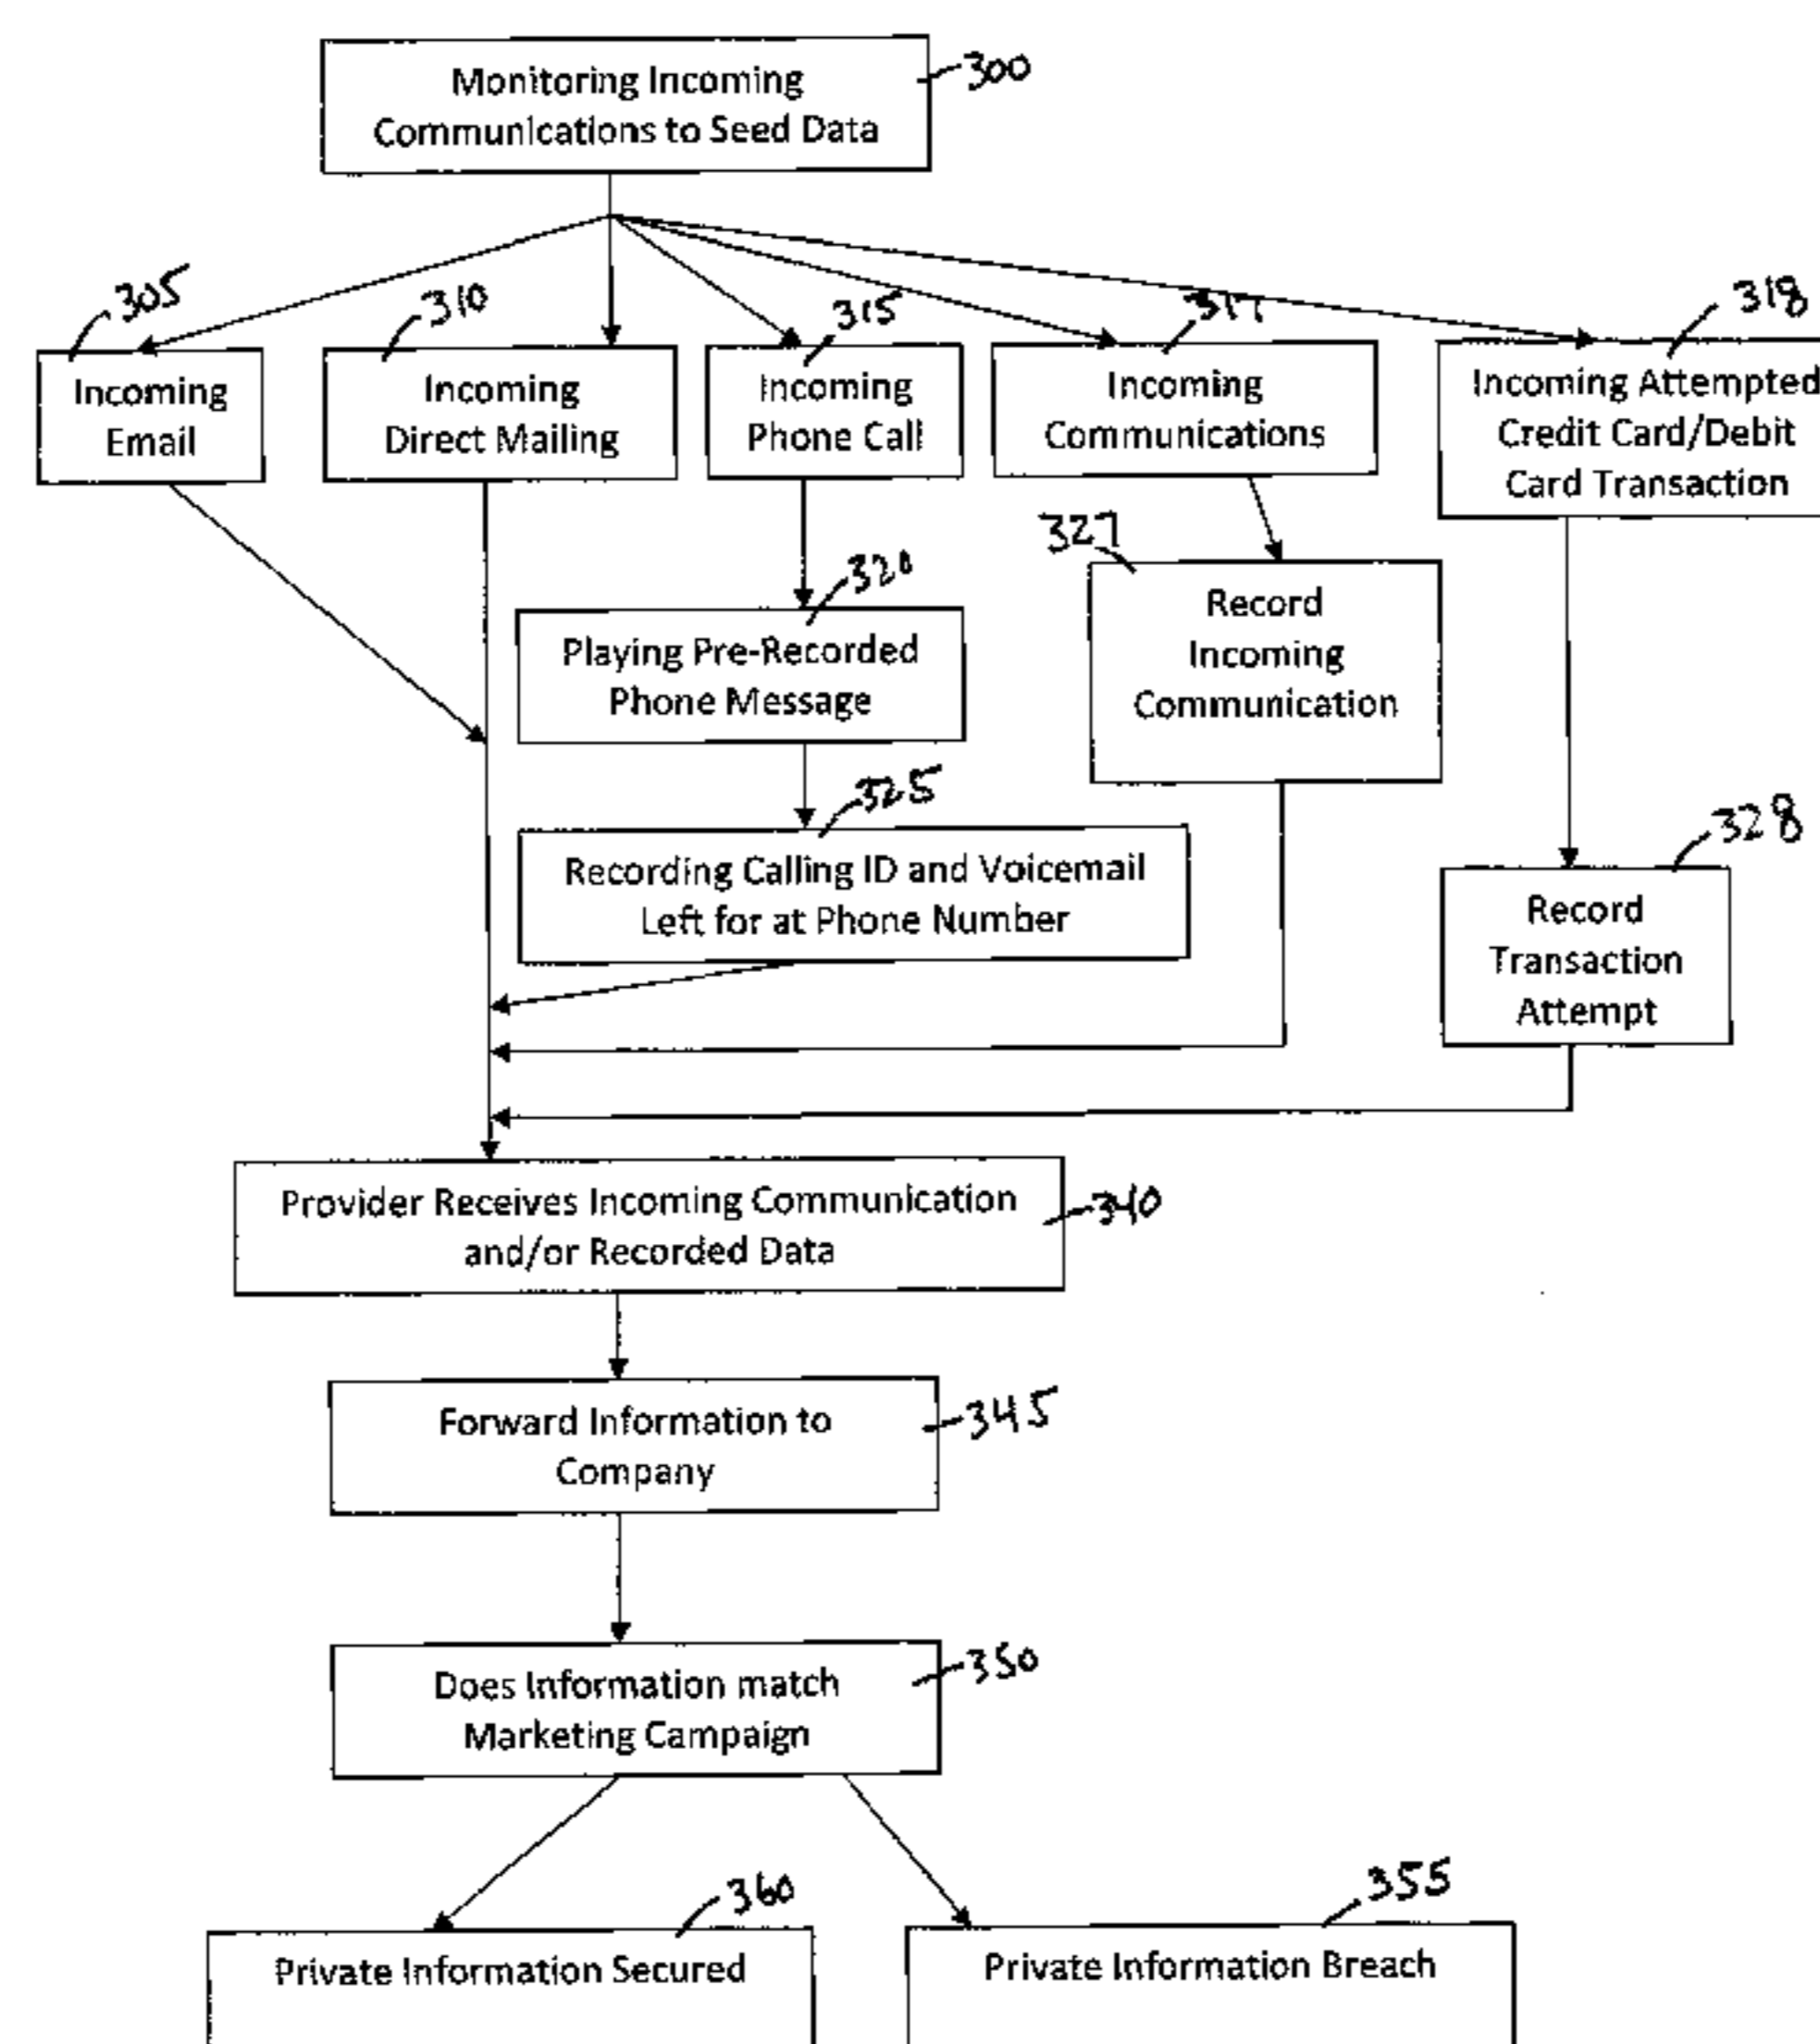 Monitoring Incoming
Communications to Seed Data
300
305
310
315
317
318
Incoming
Email
Incoming
Direct Mailing
Incoming
Phone Call
Incoming
Communications
Incoming Attempted
Credit Card/Debit
Card Transaction
320
Playing Pre-Recorded
Phone Message
327
Record
Incoming
Communication
325
Recording Calling ID and Voicemail
Left for at Phone Number
328
Record
Transaction
Attempt
Provider Receives Incoming Communication
and/or Recorded Data
340
Forward Information to
Company
345
Does Information match
Marketing Campaign
350
360
Private Information Secured
355
Private Information Breach